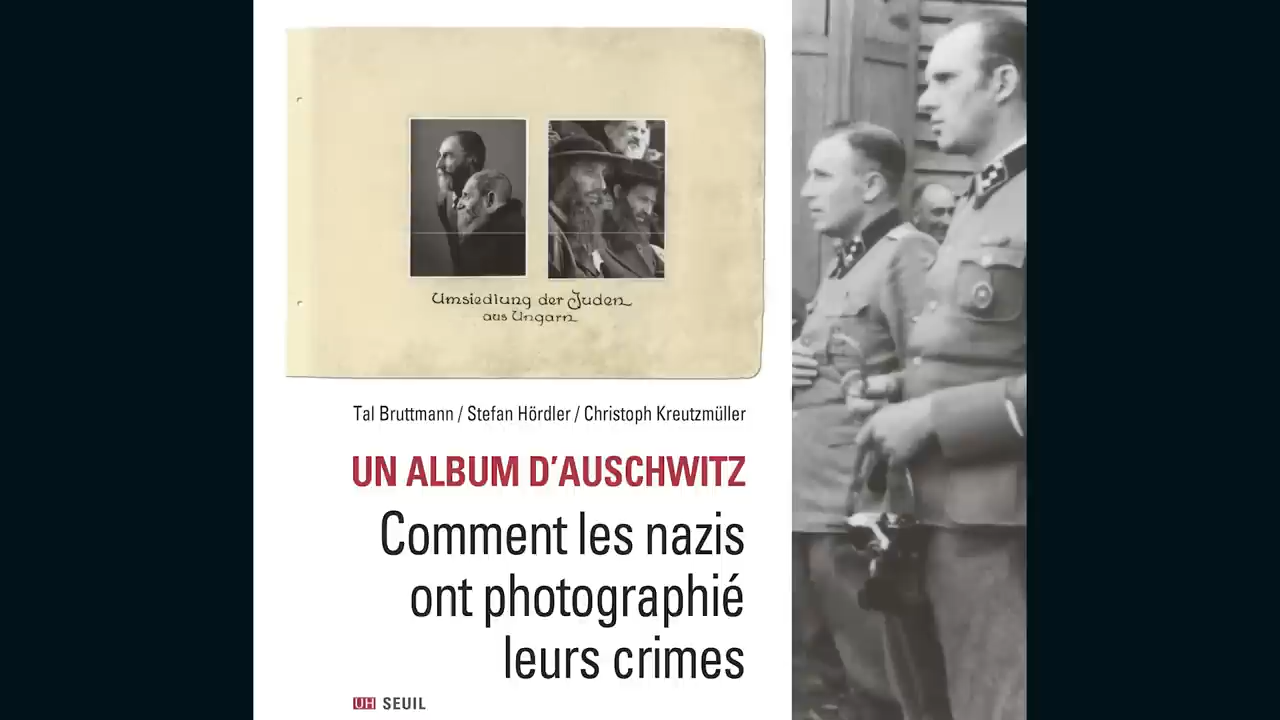 Umsiedlung der Juden
aus Ungarn
Tal Bruttmann / Stefan Hördler / Christoph Kreutzmüller
UN ALBUM D'AUSCHWITZ
Comment les nazis
ont photographié
leurs crimes
UH SEUIL